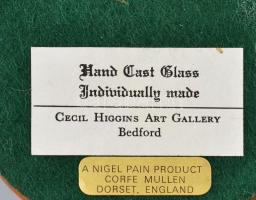 Hand Cast Glass
Individually made
CECIL HIGGINS ART GALLERY
Bedford
A NIGEL PAIN PRODUCT
CORFE MULLEN
DORSET, ENGLAND